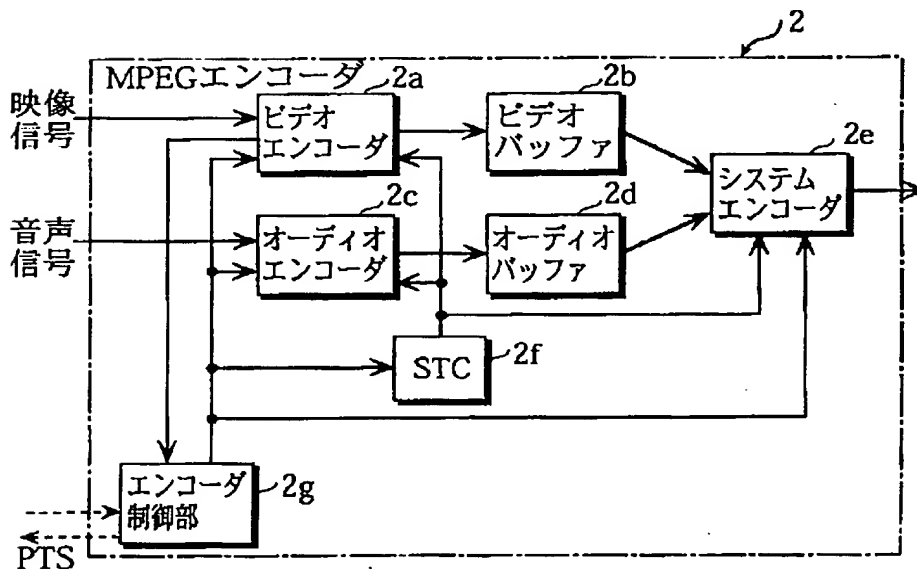 2
MPEGエンコーダ
映像
信号
2a
ビデオ
エンコーダ
2b
ビデオ
バッファ
2e
システム
エンコーダ
音声
信号
2c
オーディオ
エンコーダ
2d
オーディオ
バッファ
STC
2f
エンコーダ
制御部
2g
PTS